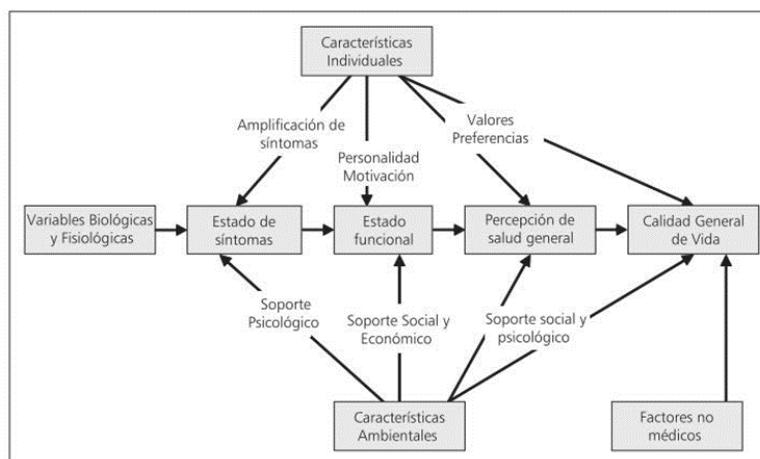 Características
Individuales
Amplificación de
síntomas
Valores
Preferencias
Personalidad
Motivación
Variables Biológicas
y Fisiológicas
Estado de
síntomas
Estado
funcional
Percepción de
salud general
Calidad General
de Vida
Soporte
Psicológico
Soporte Social y
Económico
Soporte social y
psicológico
Características
Ambientales
Factores no
médicos